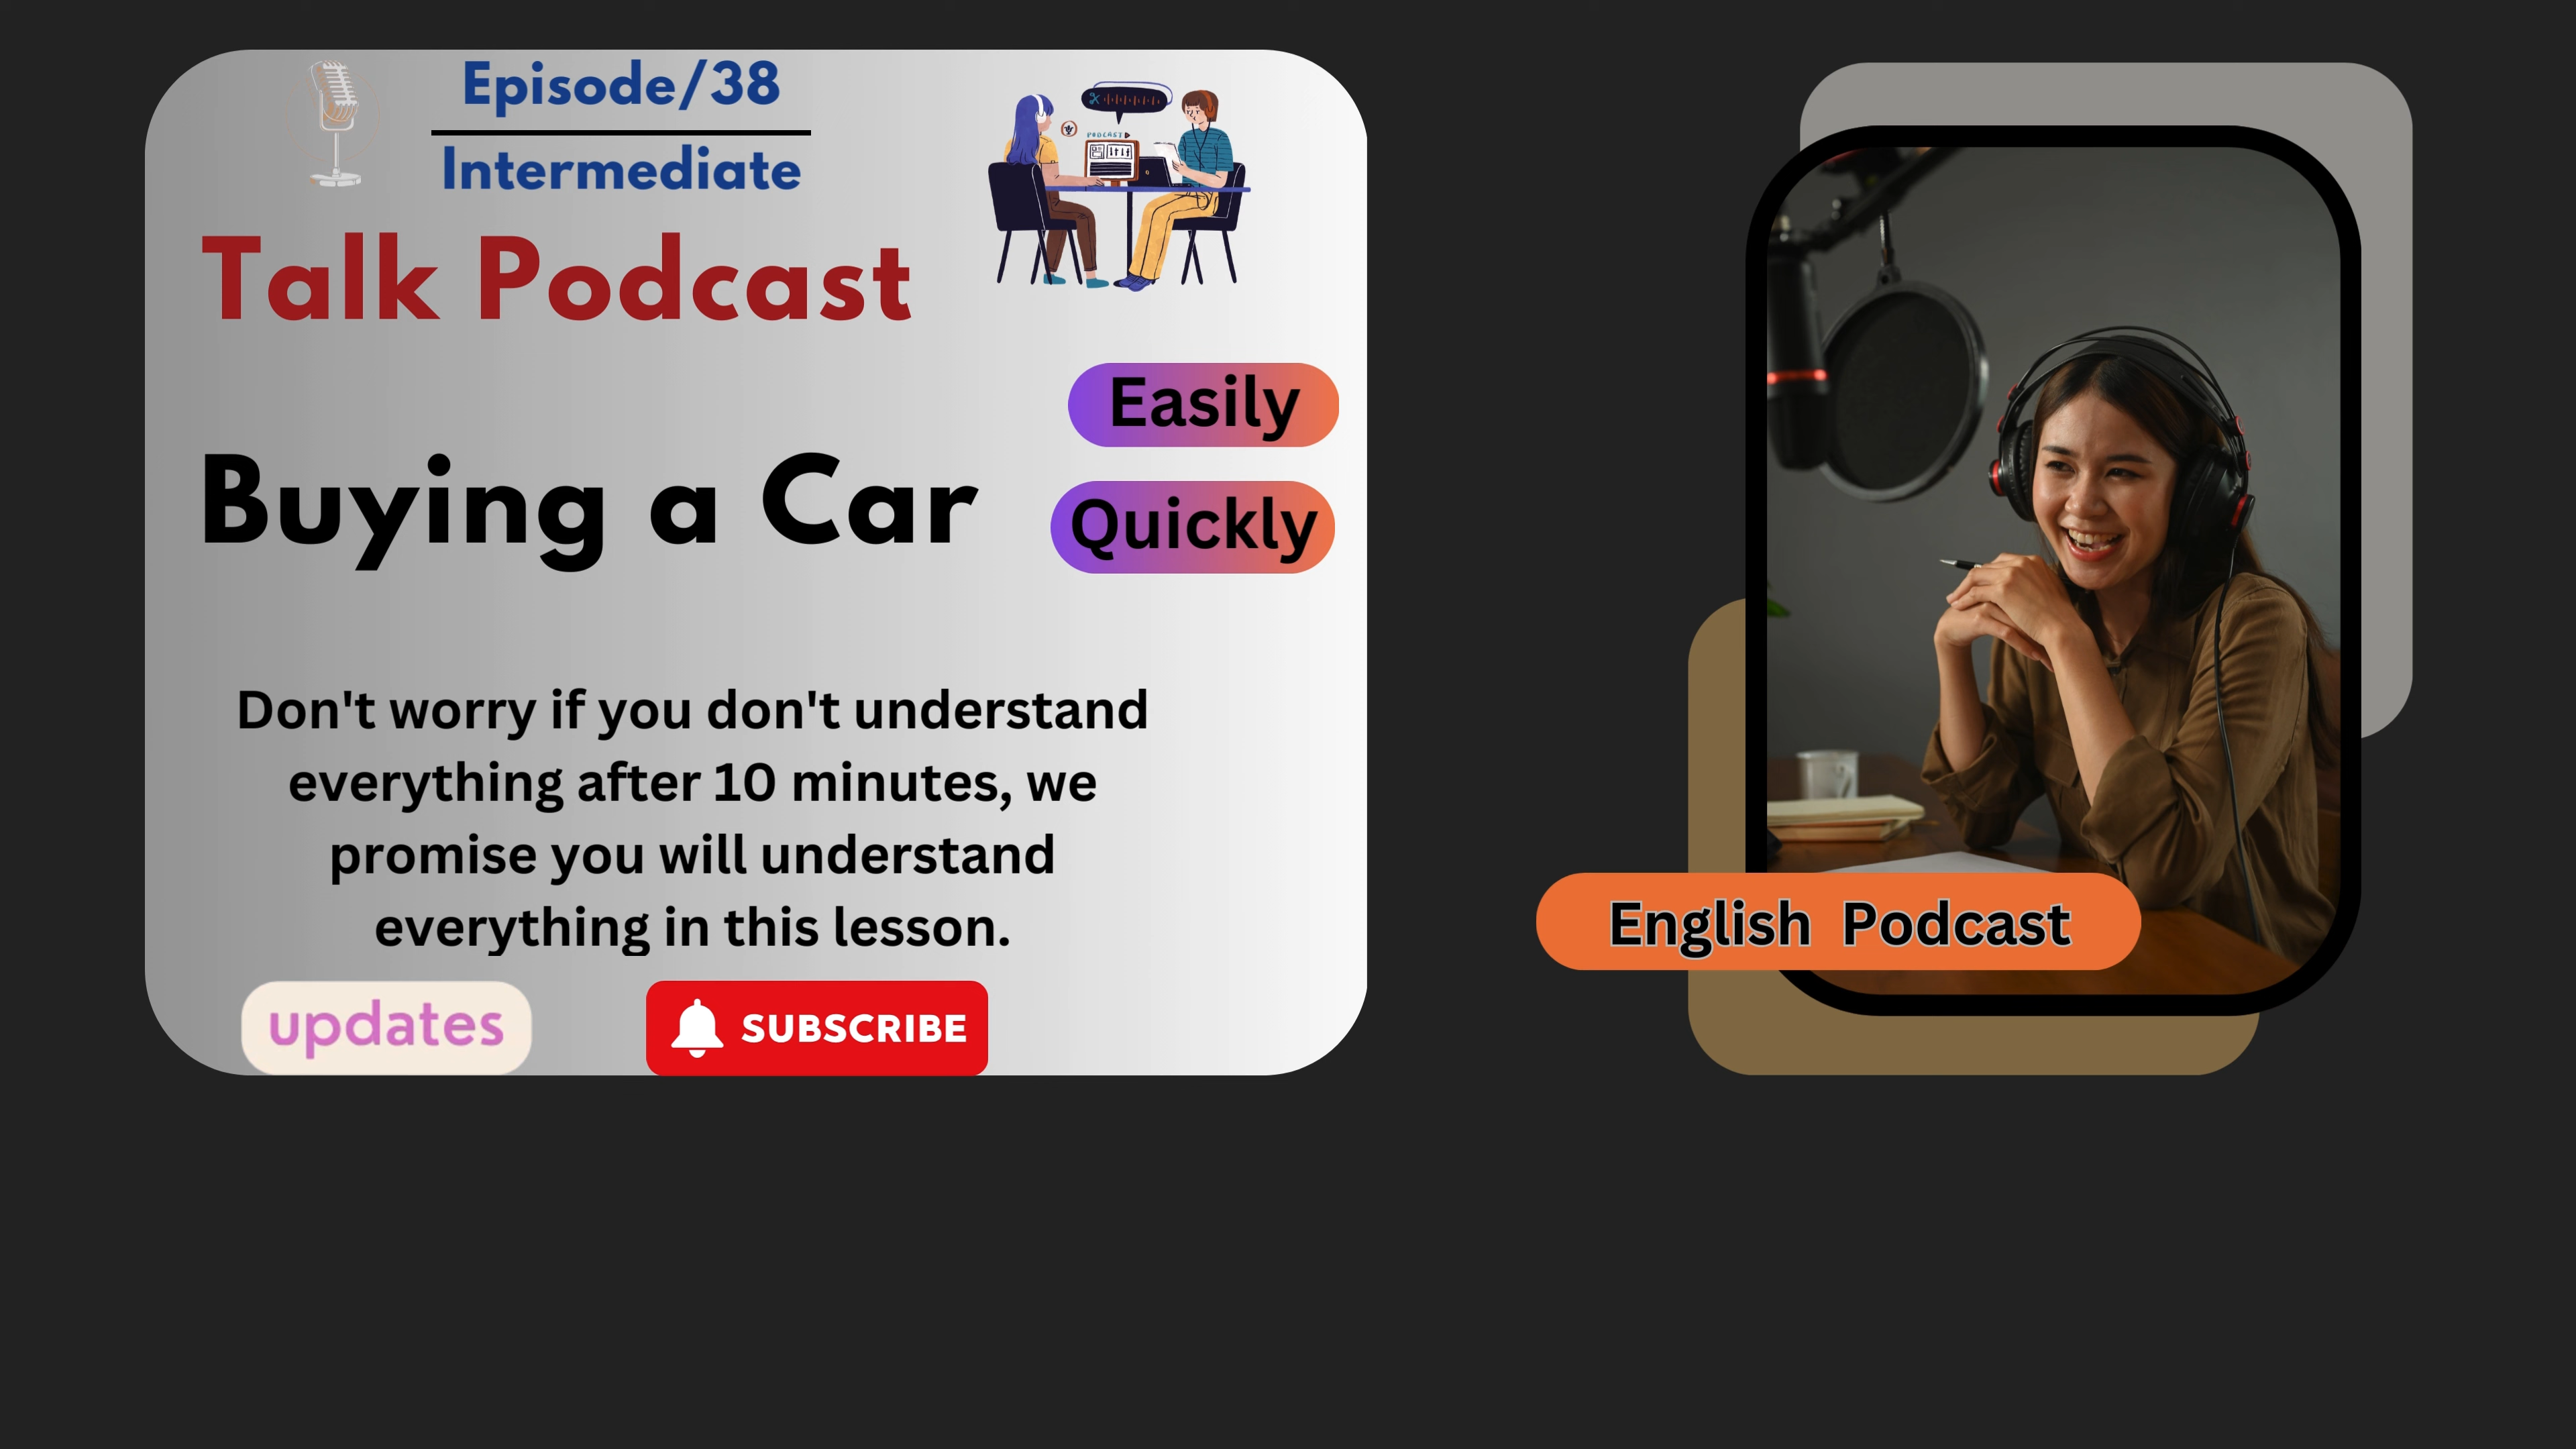 Episode/38
Intermediate
Talk Podcast
PODCAST
Easily
Buying a Car
Quickly
Don't worry if you don't understand
everything after 10 minutes, we
promise you will understand
everything in this lesson.
updates
SUBSCRIBE
English Podcast